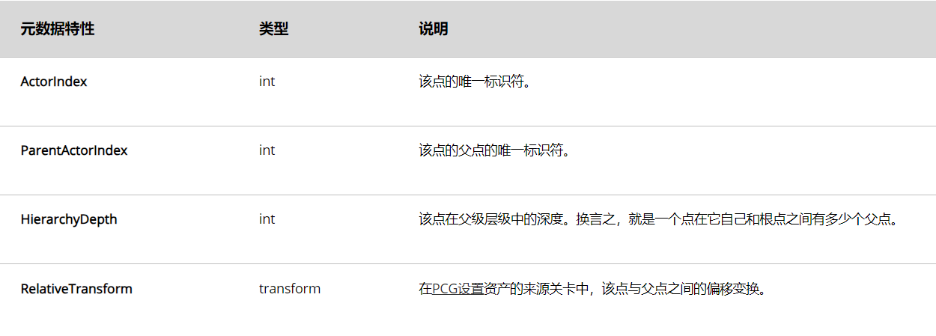 元数据特性 类型 说明
ActorIndex int 该点的唯一标识符。
ParentActorIndex int 该点的父点的唯一标识符。
HierarchyDepth int 该点在父级层级中的深度。换言之，就是一个点在它自己和根点之间有多少个父点。
RelativeTransform transform 在PCG设置资产的来源关卡中，该点与父点之间的偏移变换。